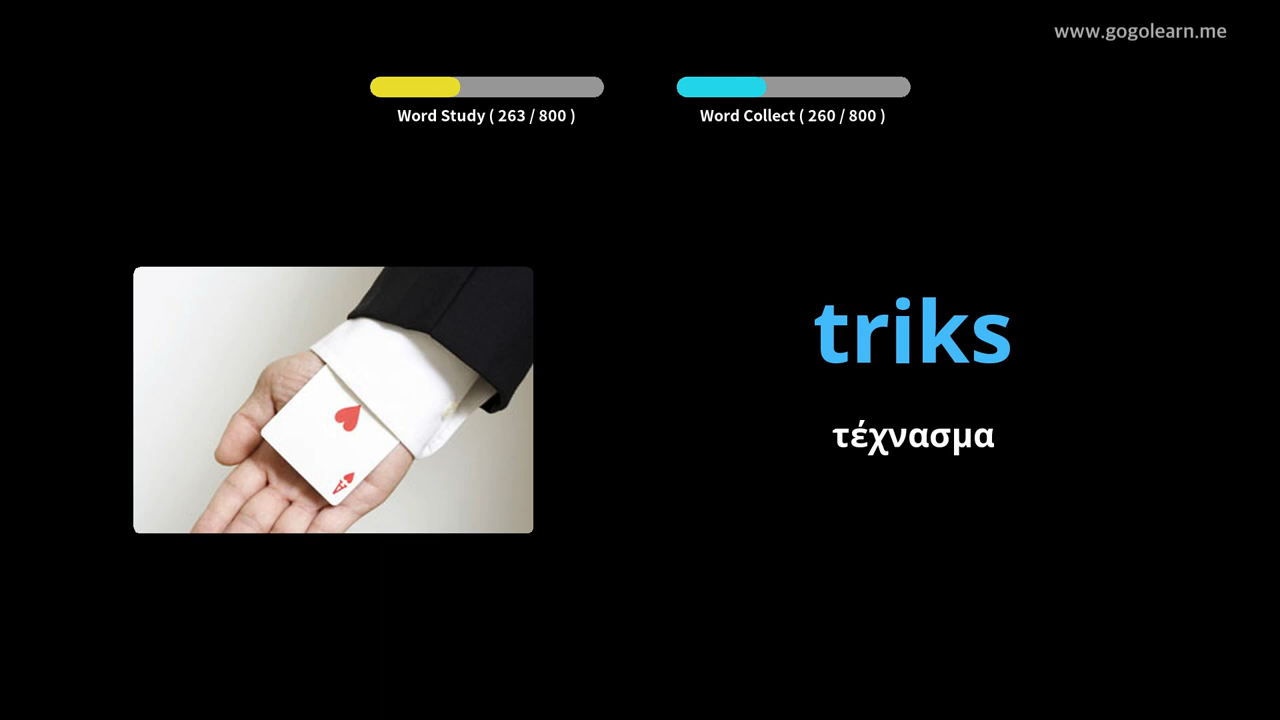 www.gogolearn.me
Word Study ( 263 / 800 )
Word Collect ( 260 / 800 )
triks
τέχνασμα
A